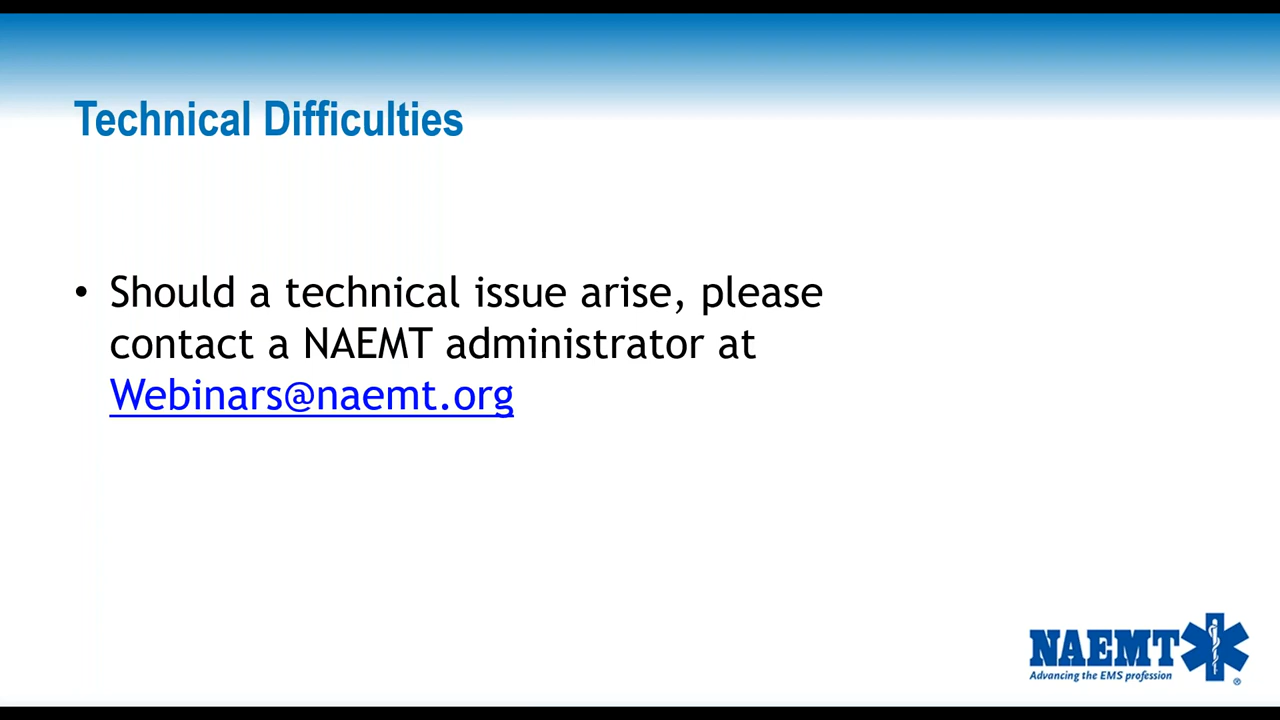 Technical Difficulties
• Should a technical issue arise, please
contact a NAEMT administrator at
Webinars@naemt.org
NAEMT
Advancing the EMS profession
®